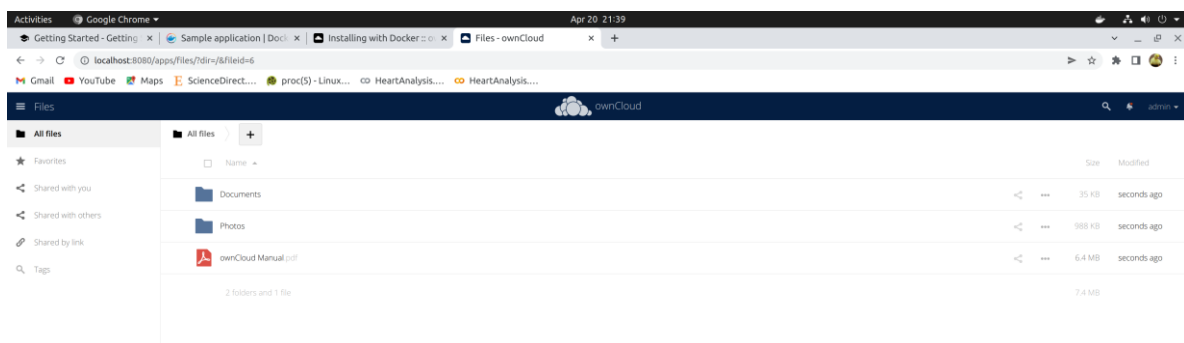 Activities Google Chrome Apr 20 21:39
Getting Started - Getting Sample application | Dock Installing with Docker :: o Files - ownCloud
localhost:8080/apps/files/?dir=/&fileid=6
Gmail YouTube Maps ScienceDirect.... proc(5) - Linux... HeartAnalysis.... HeartAnalysis....
Files ownCloud admin
All files All files +
Favorites Name Size Modified
Shared with you Documents 35 KB seconds ago
Shared with others Photos 988 KB seconds ago
Shared by link
ownCloud Manual.pdf 6.4 MB seconds ago
Tags
2 folders and 1 file 7.4 MB